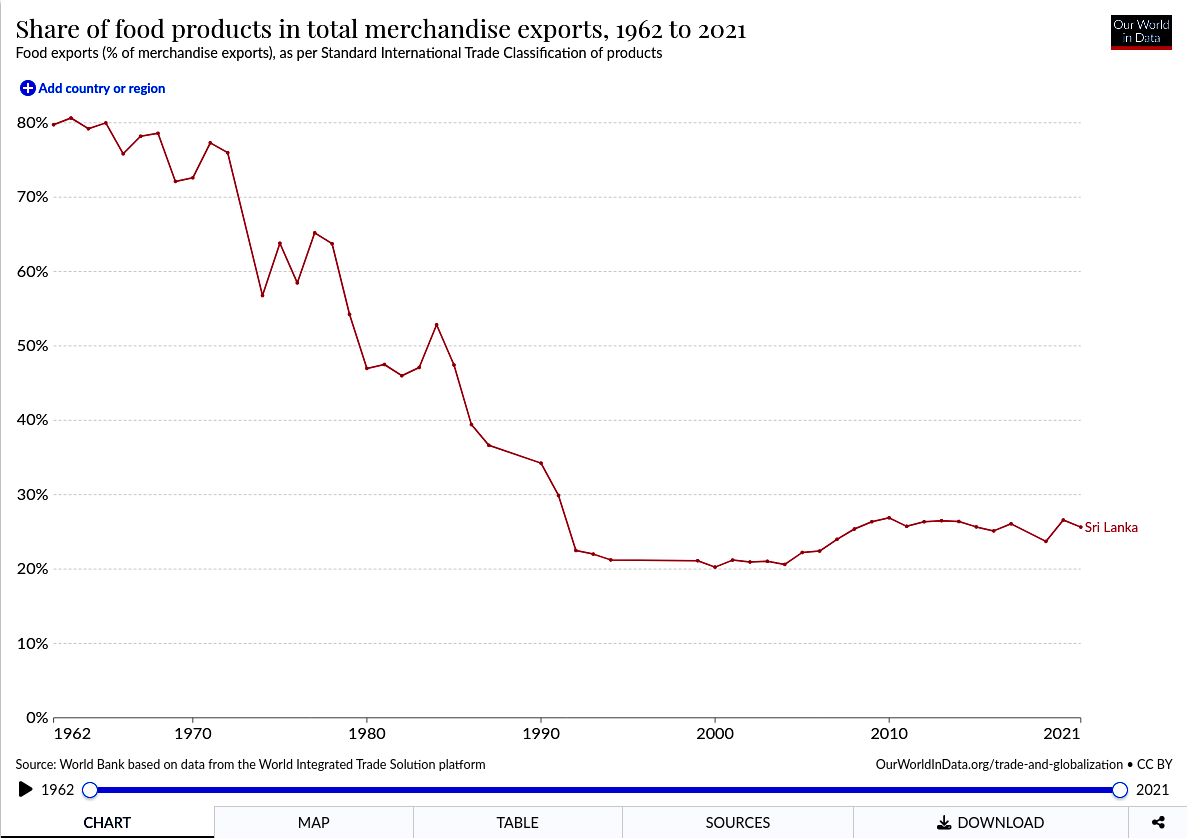 Share of food products in total merchandise exports, 1962 to 2021
Our World
in Data
Food exports (% of merchandise exports), as per Standard International Trade Classification of products
Add country or region
80%
70%
60%
50%
40%
30%
20%
10%
0%
Sri Lanka
1962 1970 1980 1990 2000 2010 2021
Source: World Bank based on data from the World Integrated Trade Solution platform
OurWorldInData.org/trade-and-globalization • CC BY
1962 2021
CHART MAP TABLE SOURCES DOWNLOAD